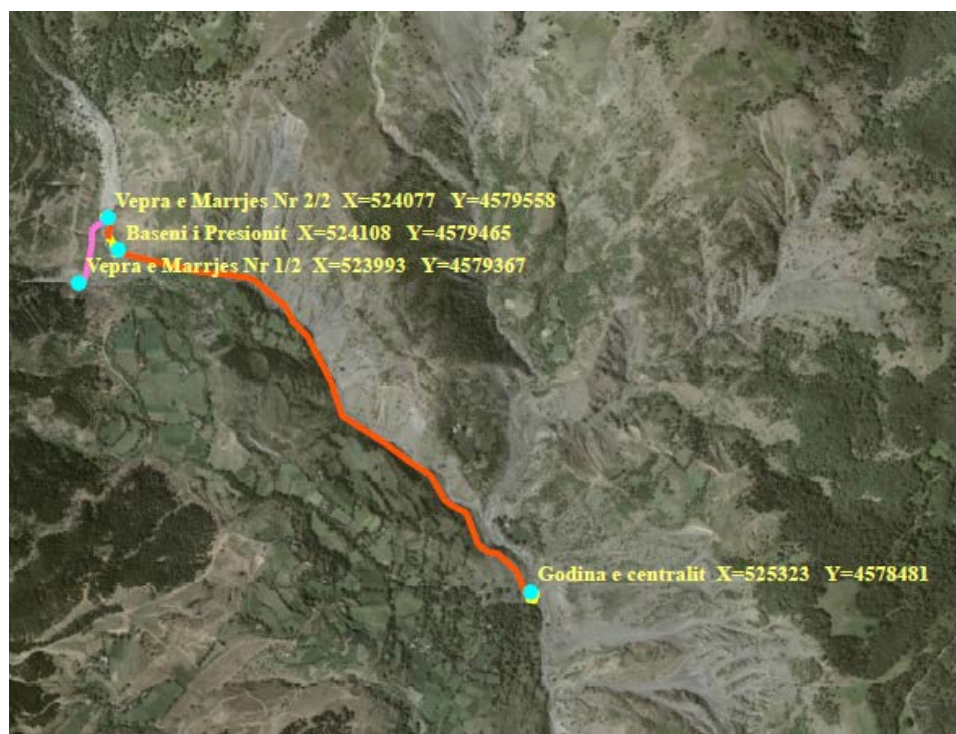 Vepra e Marrjes Nr 2/2 X=524077 Y=4579558
Baseni i Presionit X=524108 Y=4579465
Vepra e Marrjes Nr 1/2 X=523993 Y=4579367
Godina e centralit X=525323 Y=4578481